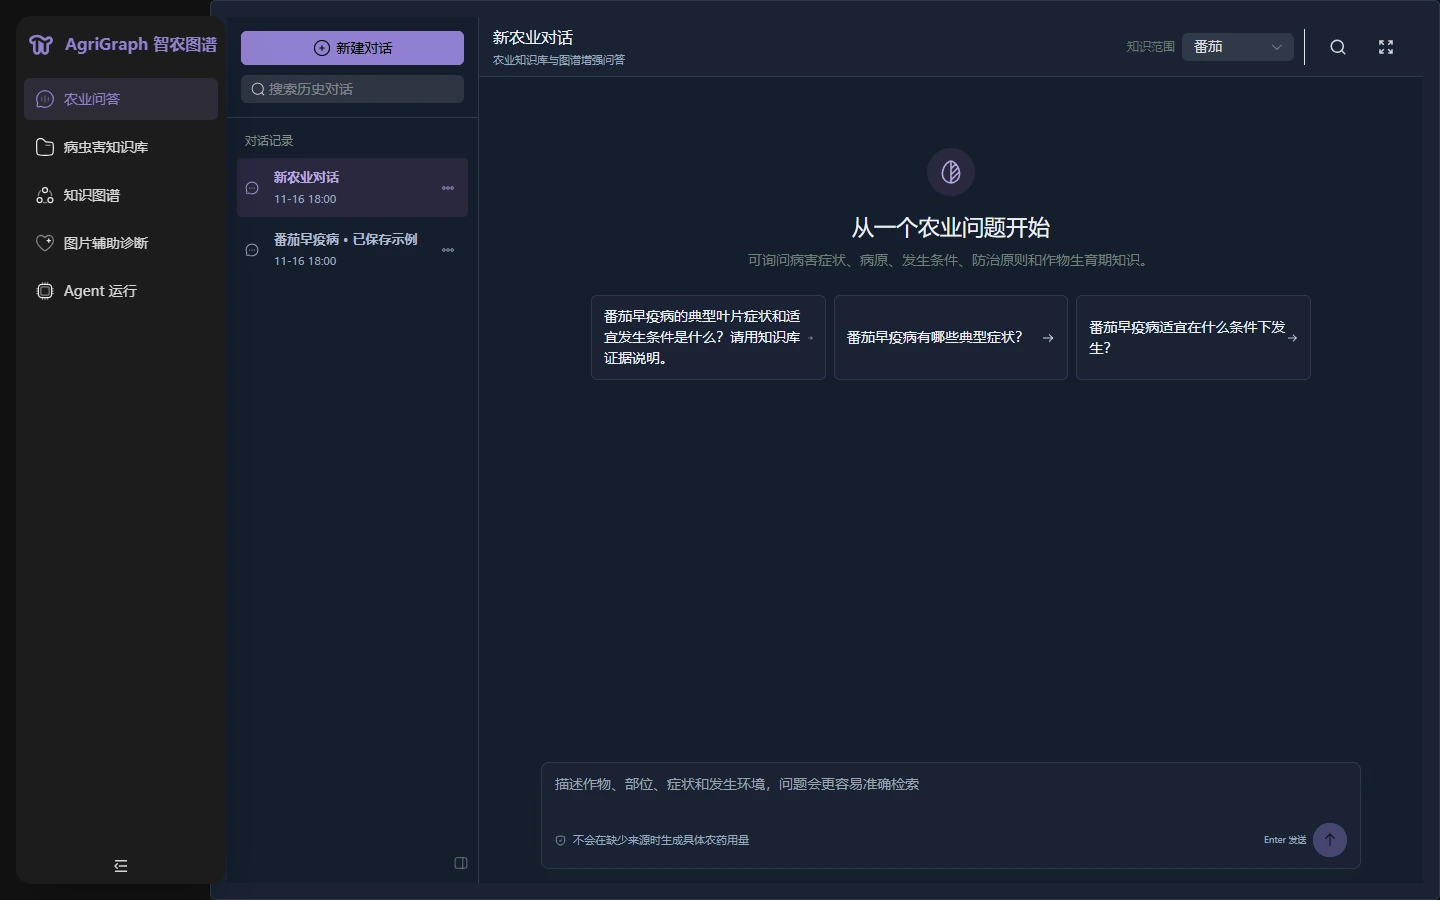 AgriGraph 智农图谱
农业问答
病虫害知识库
知识图谱
图片辅助诊断
Agent 运行
新建对话
搜索历史对话
对话记录
新农业对话
11-16 18:00
番茄早疫病 • 已保存示例
11-16 18:00
新农业对话
农业知识库与图谱增强问答
知识范围
番茄
从一个农业问题开始
可询问病害症状、病原、发生条件、防治原则和作物生育期知识。
番茄早疫病的典型叶片症状和适
宜发生条件是什么？请用知识库
证据说明。
番茄早疫病有哪些典型症状？
番茄早疫病适宜在什么条件下发
生？
描述作物、部位、症状和发生环境，问题会更容易准确检索
不会在缺少来源时生成具体农药用量
Enter 发送